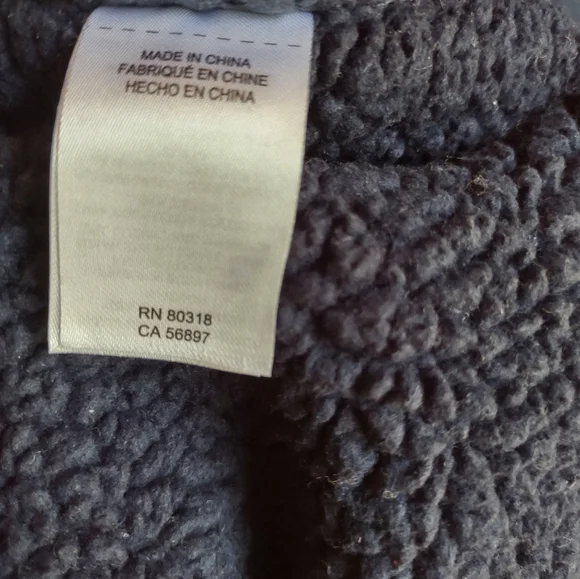 MADE IN CHINA
FABRIQUÉ EN CHINE
HECHO EN CHINA
RN 80318
CA 56897